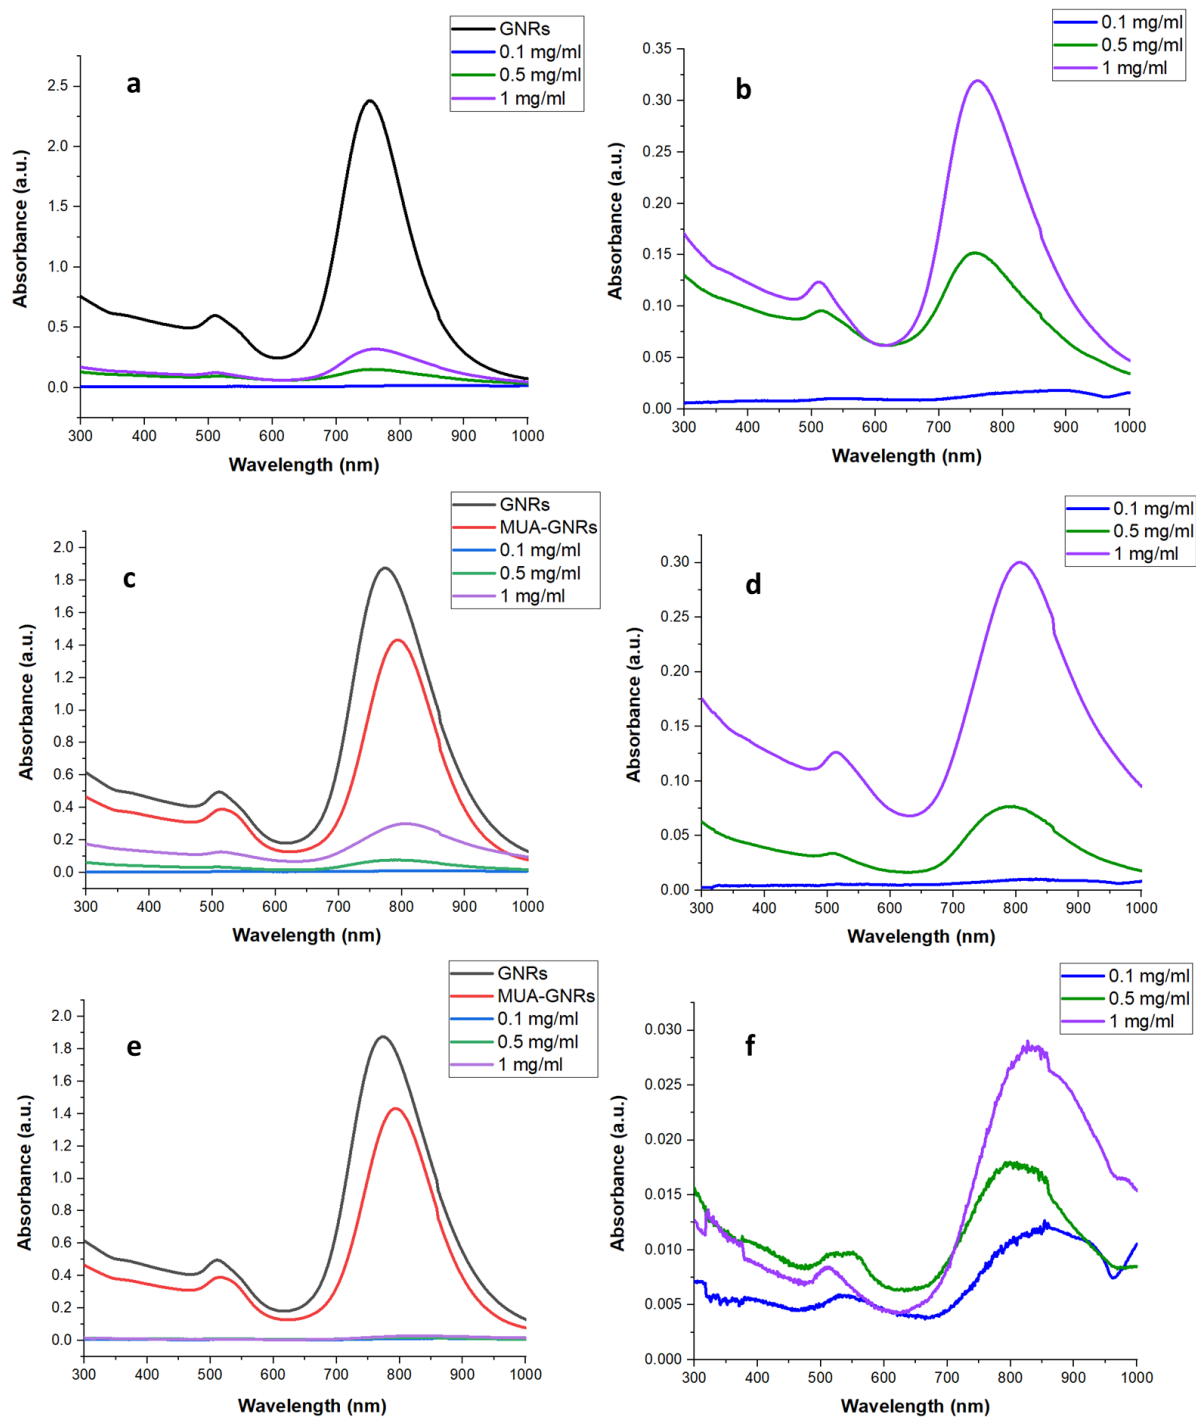 GNRs
0.1 mg/ml
0.5 mg/ml
1 mg/ml
a
2.5
2.0
1.5
1.0
0.5
0.0
Absorbance (a.u.)
300 400 500 600 700 800 900 1000
Wavelength (nm)
0.1 mg/ml
0.5 mg/ml
1 mg/ml
b
0.35
0.30
0.25
0.20
0.15
0.10
0.05
0.00
Absorbance (a.u.)
300 400 500 600 700 800 900 1000
Wavelength (nm)
GNRs
MUA-GNRs
0.1 mg/ml
0.5 mg/ml
1 mg/ml
c
2.0
1.8
1.6
1.4
1.2
1.0
0.8
0.6
0.4
0.2
0.0
Absorbance (a.u.)
300 400 500 600 700 800 900 1000
Wavelength (nm)
0.1 mg/ml
0.5 mg/ml
1 mg/ml
d
0.30
0.25
0.20
0.15
0.10
0.05
0.00
Absorbance (a.u.)
300 400 500 600 700 800 900 1000
Wavelength (nm)
GNRs
MUA-GNRs
0.1 mg/ml
0.5 mg/ml
1 mg/ml
e
2.0
1.8
1.6
1.4
1.2
1.0
0.8
0.6
0.4
0.2
0.0
Absorbance (a.u.)
300 400 500 600 700 800 900 1000
Wavelength (nm)
0.1 mg/ml
0.5 mg/ml
1 mg/ml
f
0.030
0.025
0.020
0.015
0.010
0.005
0.000
Absorbance (a.u.)
300 400 500 600 700 800 900 1000
Wavelength (nm)